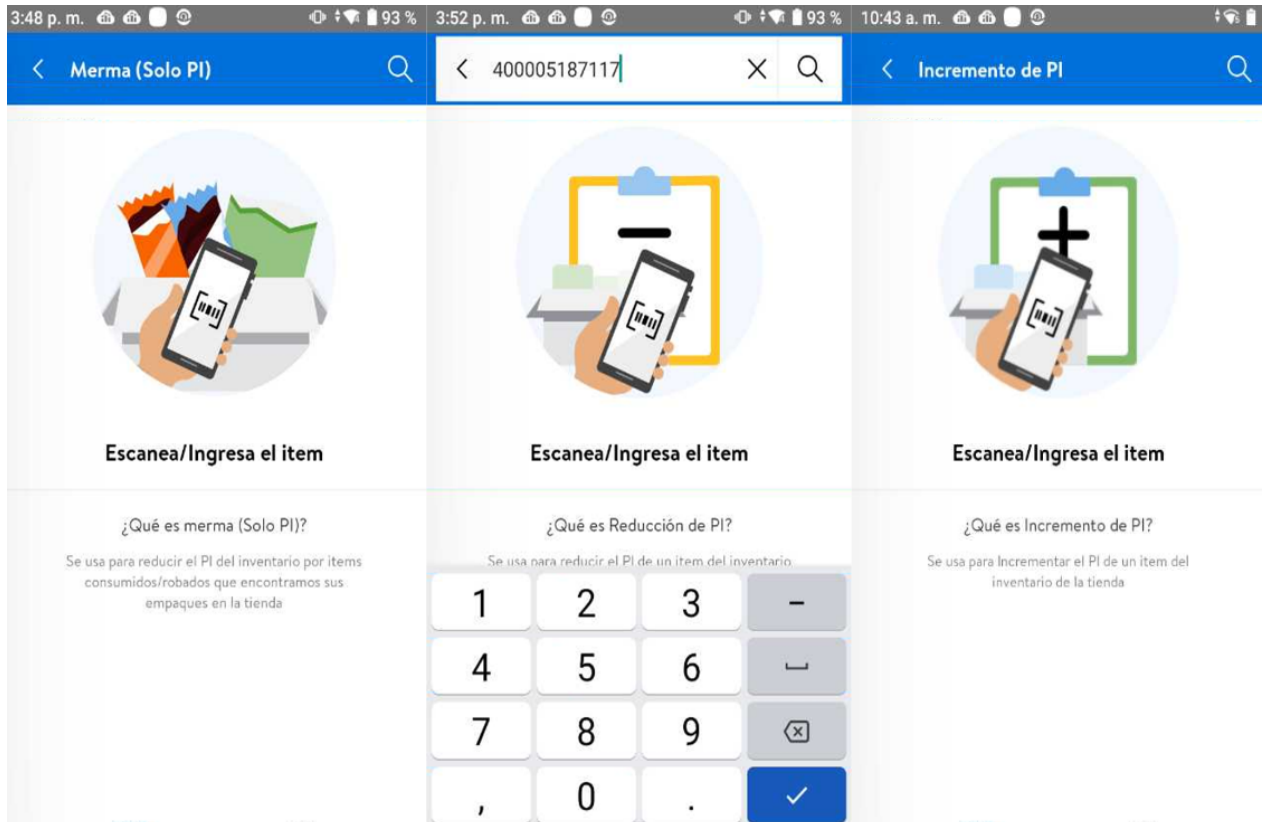 3:48 p. m. 93 %
Merma (Solo PI)
Escanea/Ingresa el item
¿Qué es merma (Solo PI)?
Se usa para reducir el PI del inventario por items
consumidos/robados que encontramos sus
empaques en la tienda
3:52 p. m. 93 %
400005187117
Escanea/Ingresa el item
¿Qué es Reducción de PI?
Se usa para reducir el PI de un item del inventario
1 2 3 –
4 5 6
7 8 9
, 0 .
10:43 a. m.
Incremento de PI
Escanea/Ingresa el item
¿Qué es Incremento de PI?
Se usa para Incrementar el PI de un item del
inventario de la tienda